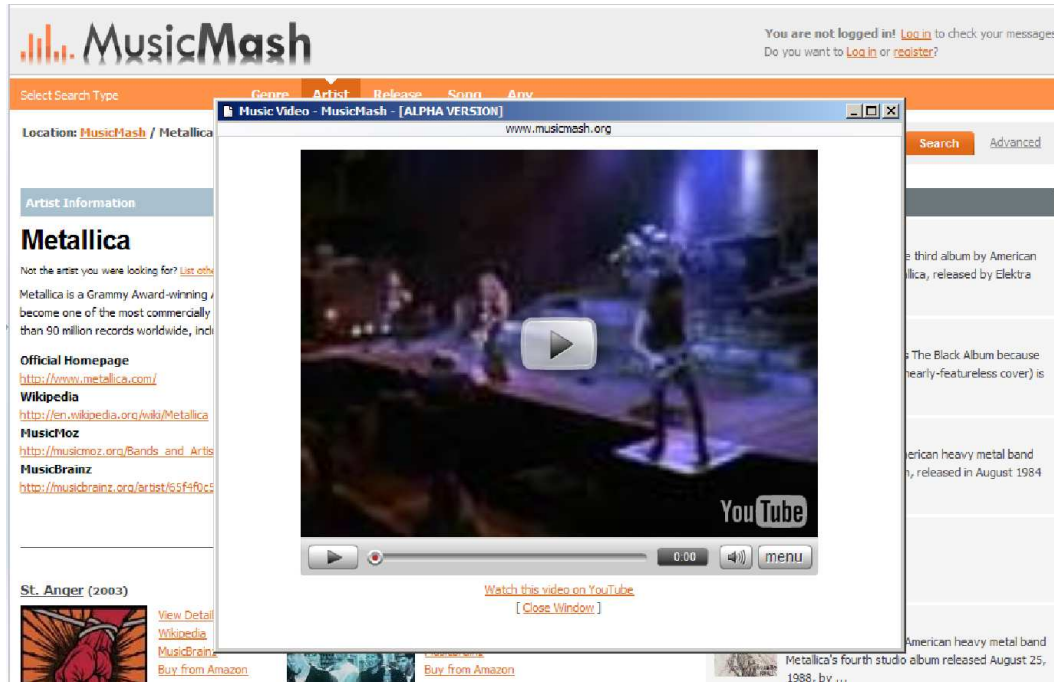 MusicMash
You are not logged in! Log in to check your messages
Do you want to Log in or register?
Select Search Type
Genre Artist Release Song Any
Music Video - MusicMash - [ALPHA VERSION]
www.musicmash.org
Location: MusicMash / Metallica
Search
Advanced
Artist Information
Metallica
Not the artist you were looking for? List othe
Metallica is a Grammy Award-winning
become one of the most commercially
than 90 million records worldwide, incl
Official Homepage
http://www.metallica.com/
Wikipedia
http://en.wikipedia.org/wiki/Metallica
MusicMoz
http://musicmoz.org/Bands_and_Artis
MusicBrainz
http://musicbrainz.org/artist/65f4f0c5
YouTube
0:00
menu
Watch this video on YouTube
[ Close Window ]
third album by American
llica, released by Elektra
The Black Album because
nearly-featureless cover) is
erican heavy metal band
, released in August 1984
St. Anger (2003)
View Detail
Wikipedia
MusicBrainz
Buy from Amazon
Buy from Amazon
American heavy metal band
Metallica's fourth studio album released August 25,
1988, by ...